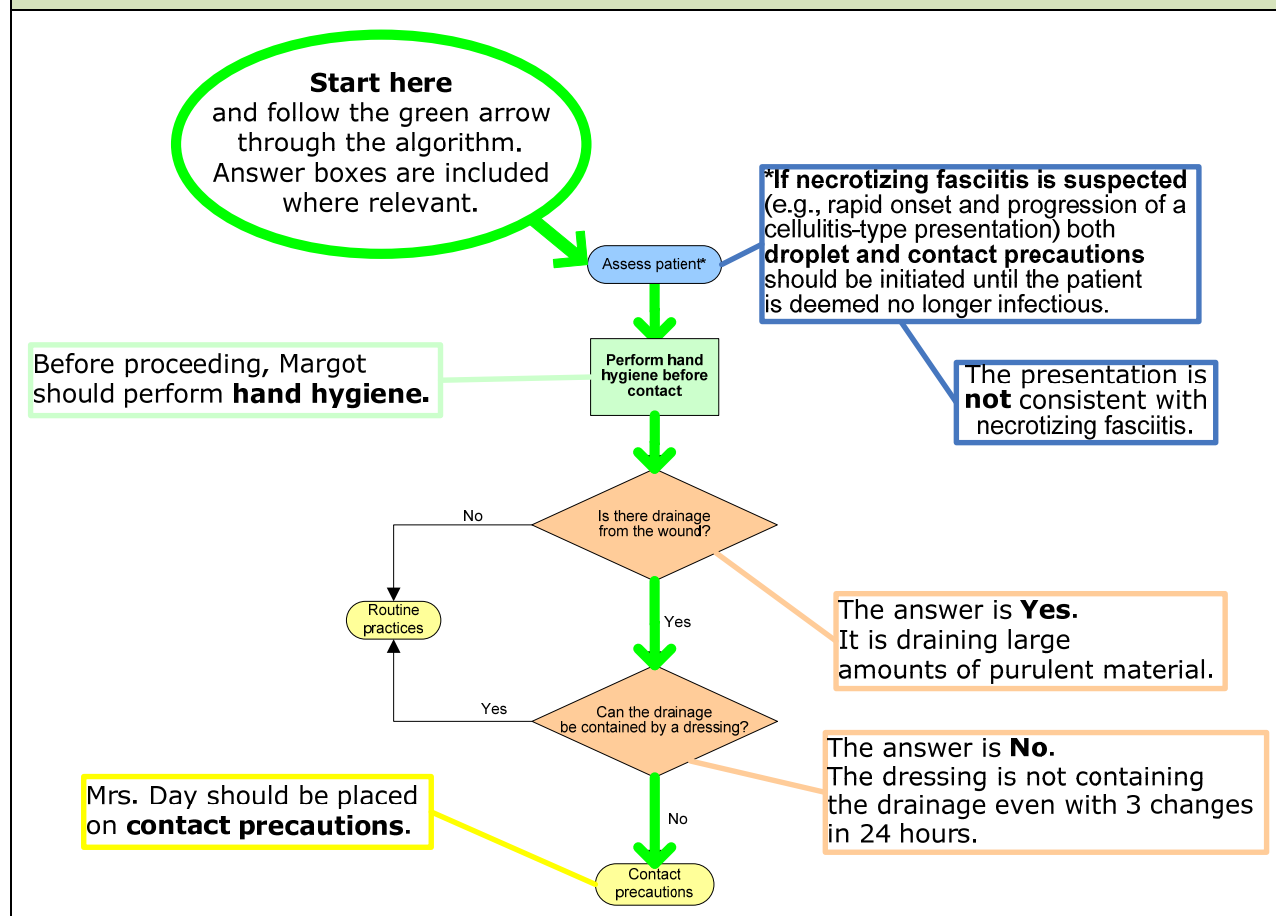 Start here
and follow the green arrow
through the algorithm.
Answer boxes are included
where relevant.
*If necrotizing fasciitis is suspected
(e.g., rapid onset and progression of a
cellulitis-type presentation) both
droplet and contact precautions
should be initiated until the patient
is deemed no longer infectious.
Assess patient*
Before proceeding, Margot
should perform hand hygiene.
Perform hand
hygiene before
contact
The presentation is
not consistent with
necrotizing fasciitis.
No
Is there drainage
from the wound?
Routine
practices
Yes
The answer is Yes.
It is draining large
amounts of purulent material.
Yes
Can the drainage
be contained by a dressing?
The answer is No.
The dressing is not containing
the drainage even with 3 changes
in 24 hours.
Mrs. Day should be placed
on contact precautions.
No
Contact
precautions